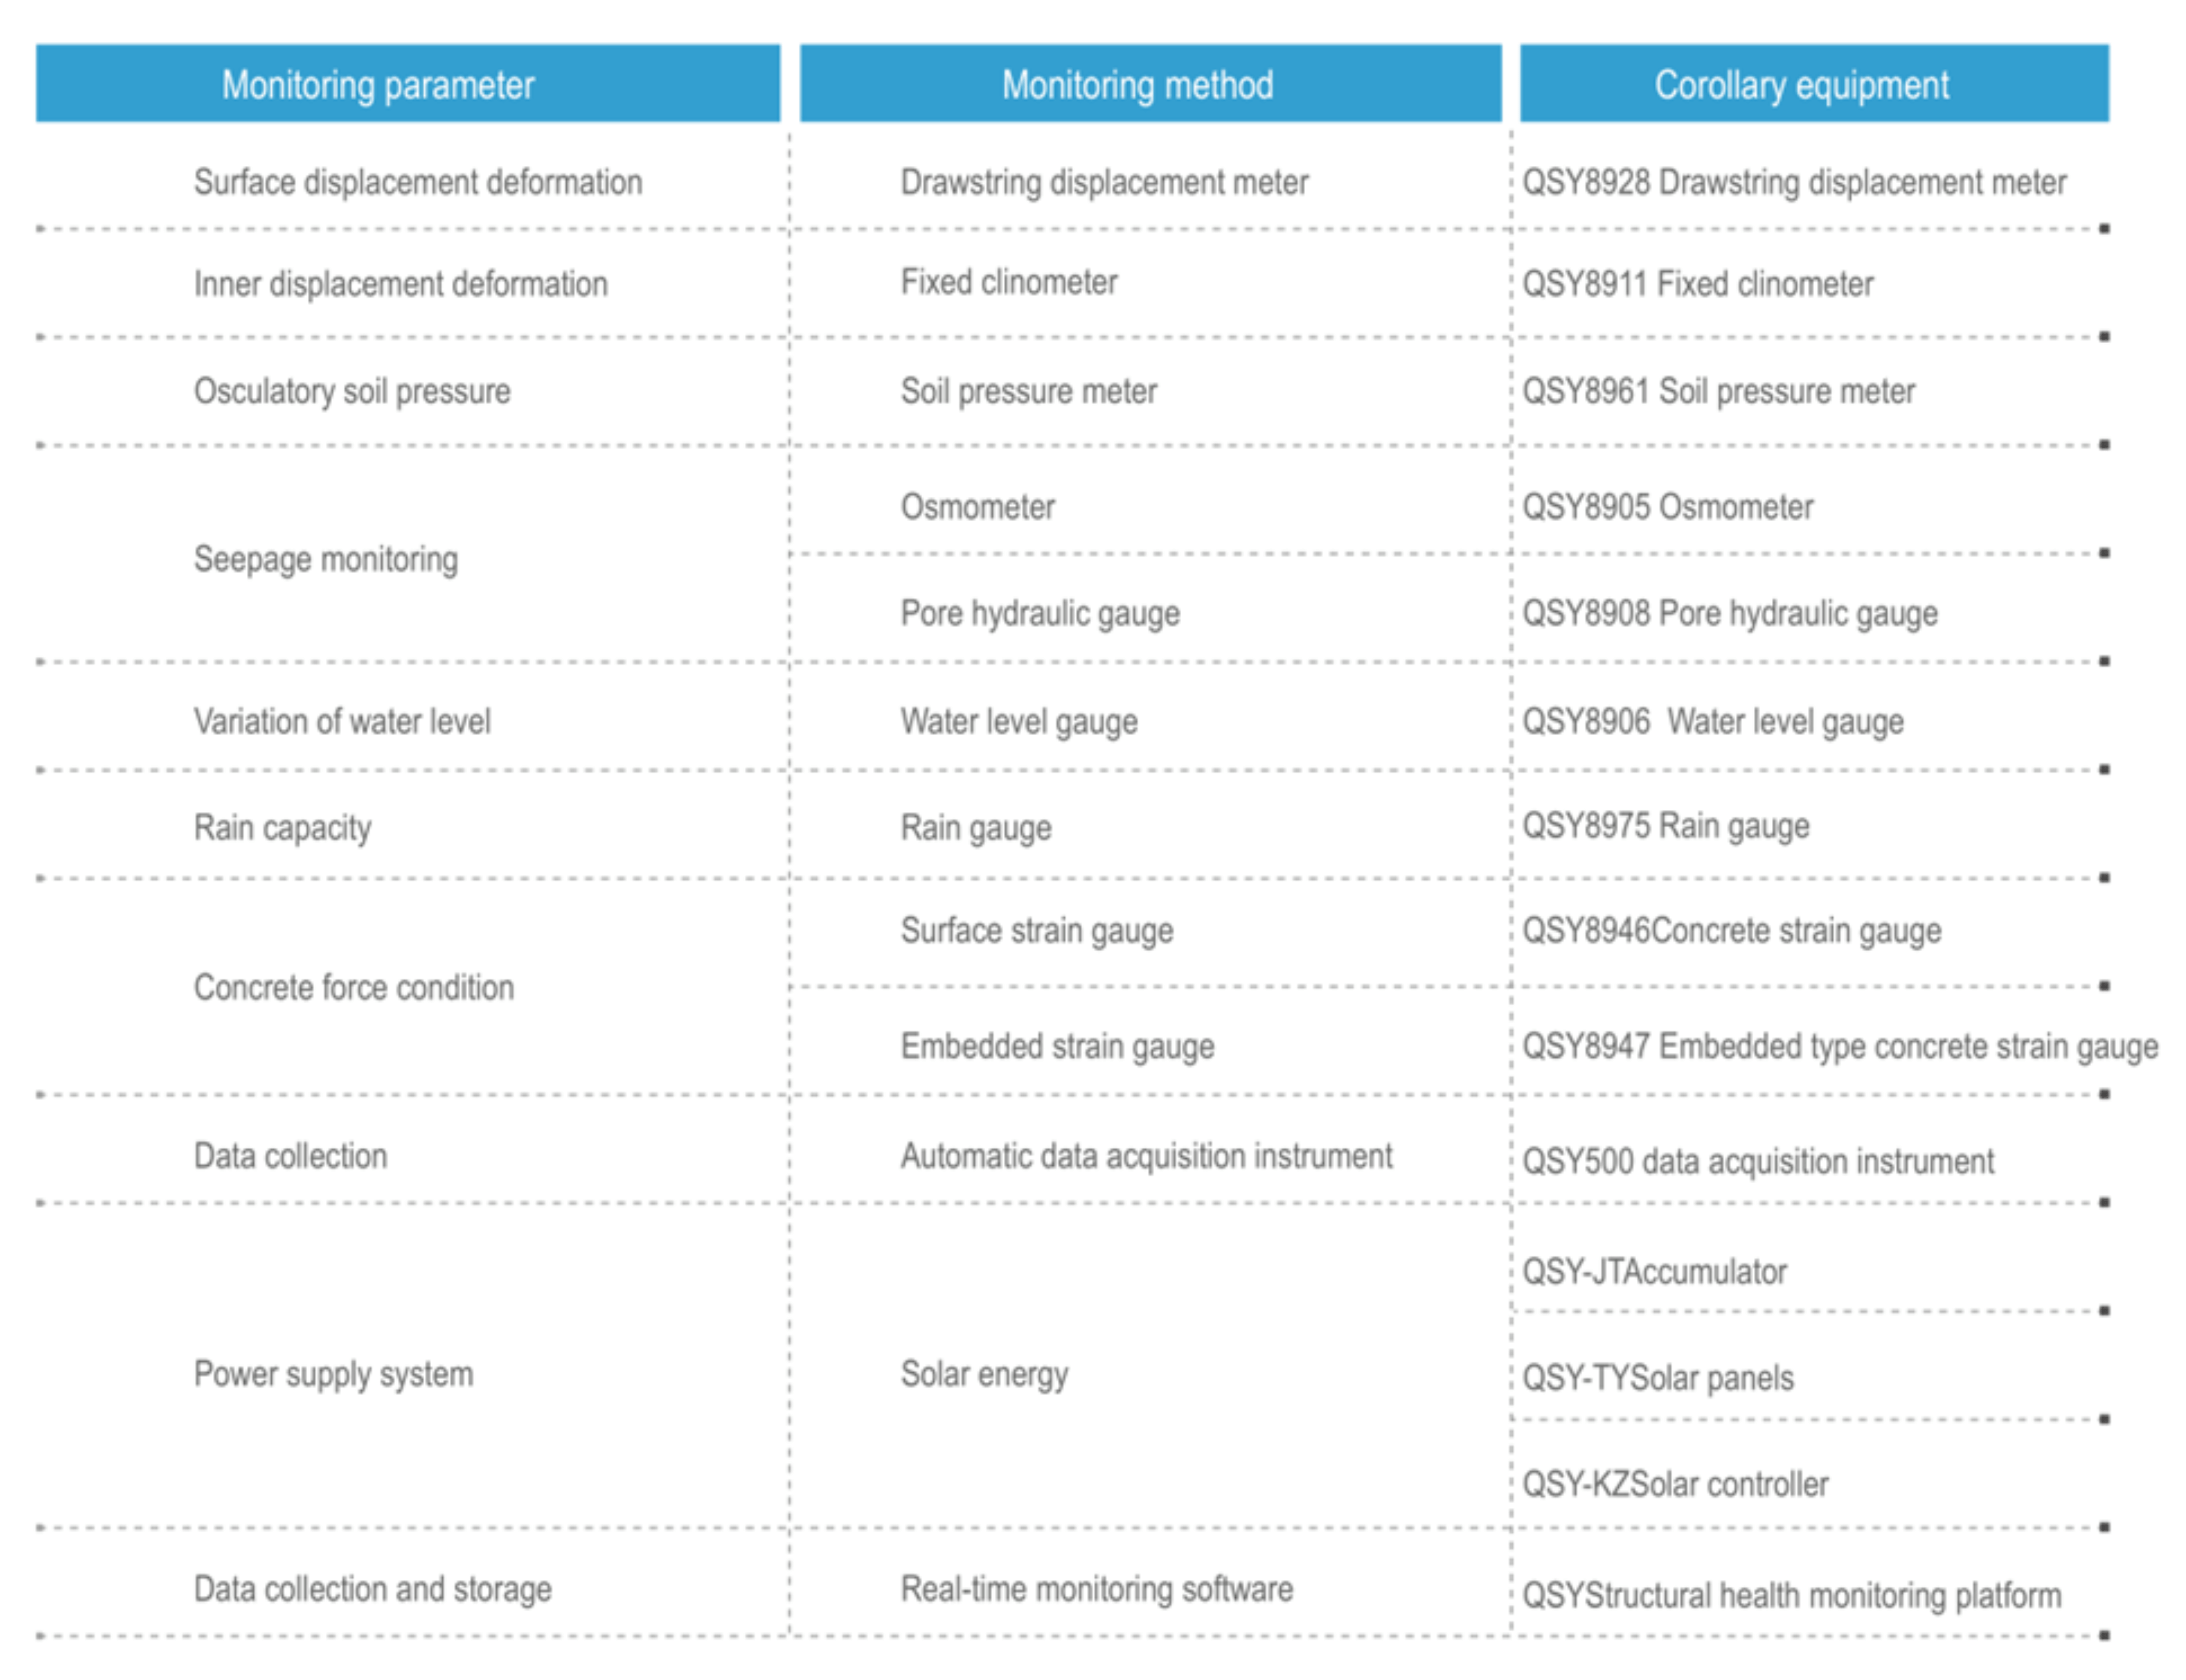 Monitoring parameter Monitoring method Corollary equipment
Surface displacement deformation Drawstring displacement meter QSY8928 Drawstring displacement meter
Inner displacement deformation Fixed clinometer QSY8911 Fixed clinometer
Osculatory soil pressure Soil pressure meter QSY8961 Soil pressure meter
Osmometer QSY8905 Osmometer
Seepage monitoring
Pore hydraulic gauge QSY8908 Pore hydraulic gauge
Variation of water level Water level gauge QSY8906 Water level gauge
Rain capacity Rain gauge QSY8975 Rain gauge
Surface strain gauge QSY8946Concrete strain gauge
Concrete force condition
Embedded strain gauge QSY8947 Embedded type concrete strain gauge
Data collection Automatic data acquisition instrument QSY500 data acquisition instrument
QSY-JTAccumulator
Power supply system Solar energy QSY-TYSolar panels
QSY-KZSolar controller
Data collection and storage Real-time monitoring software QSYStructural health monitoring platform